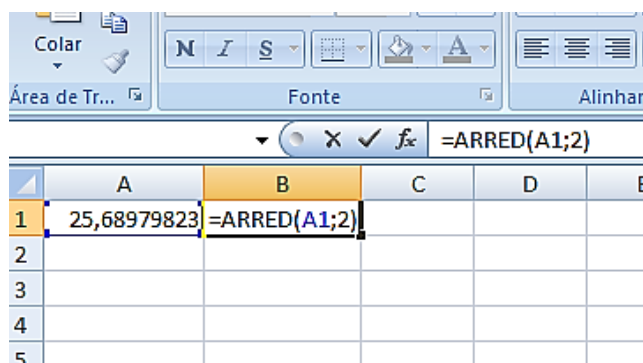 Colar
N I S A
Área de Tr... Fonte Alinhar
fx =ARRED(A1;2)
A B C D E
1 25,68979823 =ARRED(A1;2)
2
3
4
5